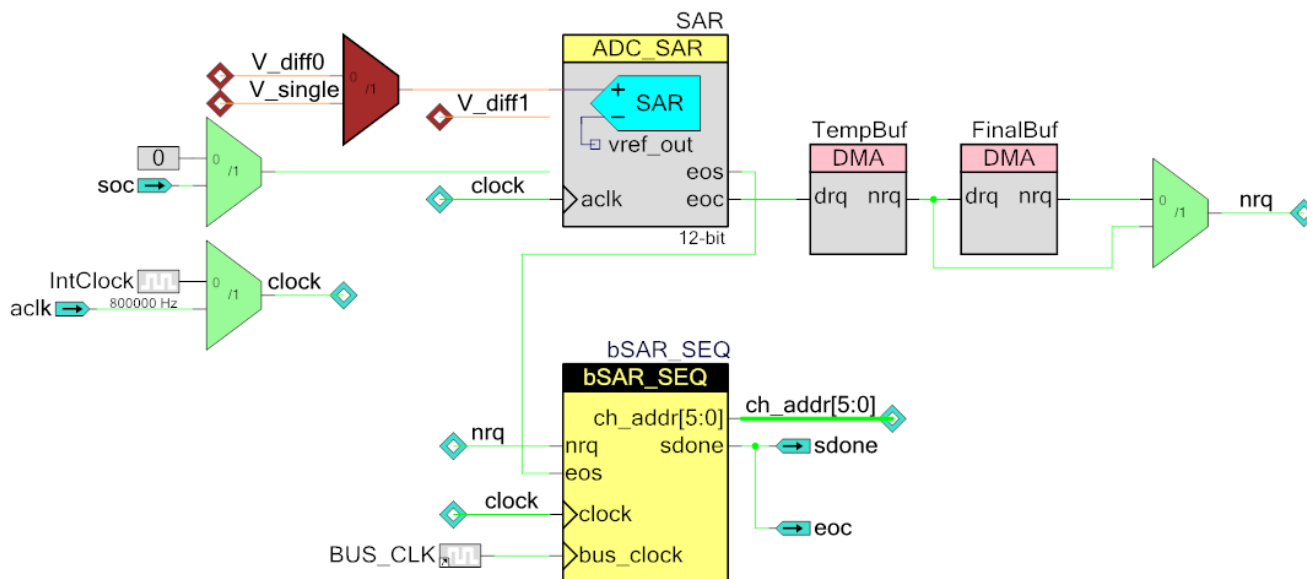 SAR
ADC_SAR
V_diff0
V_single
0
/1
+
SAR
−
V_diff1
vref_out
0
soc
0
/1
clock
aclk
eos
eoc
12-bit
TempBuf
DMA
drq nrq
FinalBuf
DMA
drq nrq
0
/1
nrq
IntClock
800000 Hz
aclk
0
/1
clock
bSAR_SEQ
bSAR_SEQ
ch_addr[5:0]
ch_addr[5:0]
nrq
nrq
sdone
sdone
eos
clock
clock
eoc
BUS_CLK
bus_clock